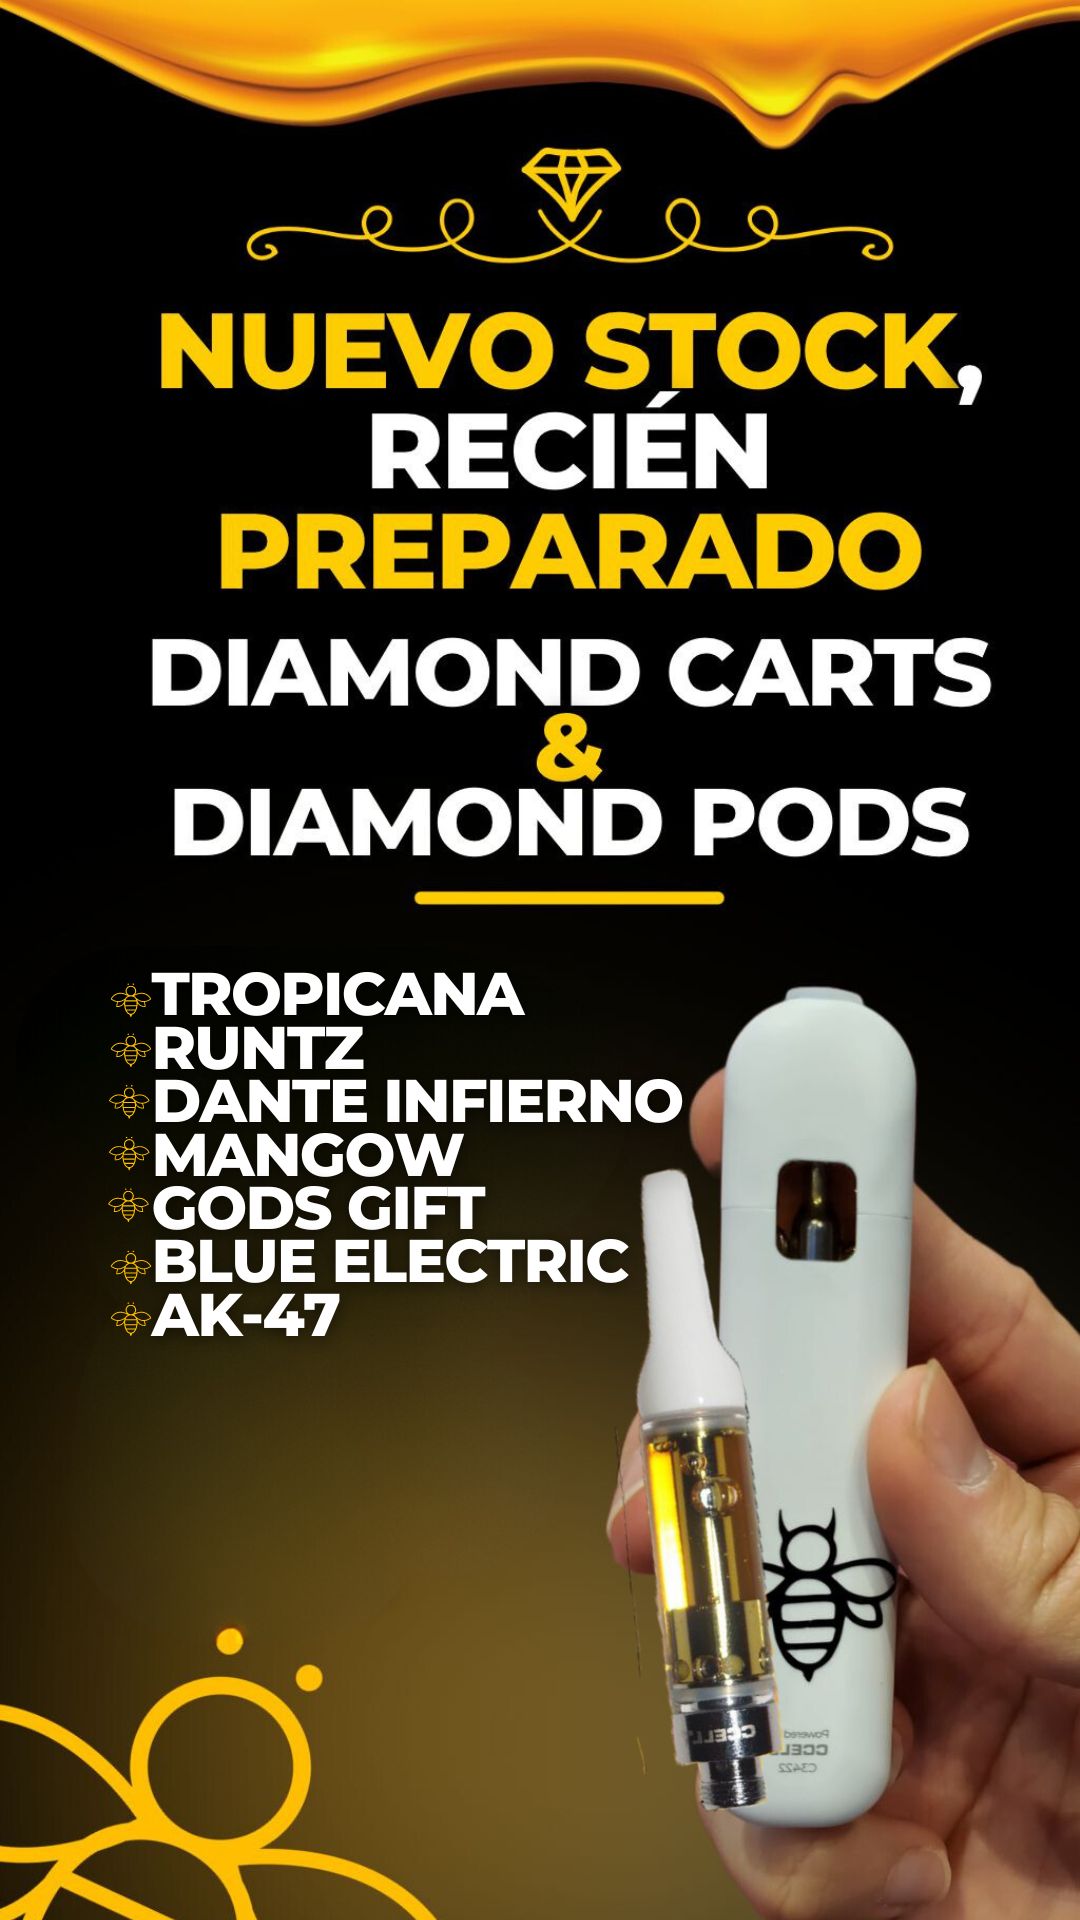 NUEVO STOCK,
RECIÉN
PREPARADO
DIAMOND CARTS
&
DIAMOND PODS
TROPICANA
RUNTZ
DANTE INFIERNO
MANGOW
GODS GIFT
BLUE ELECTRIC
AK-47
CCELL
Powered
CCELL
C3422